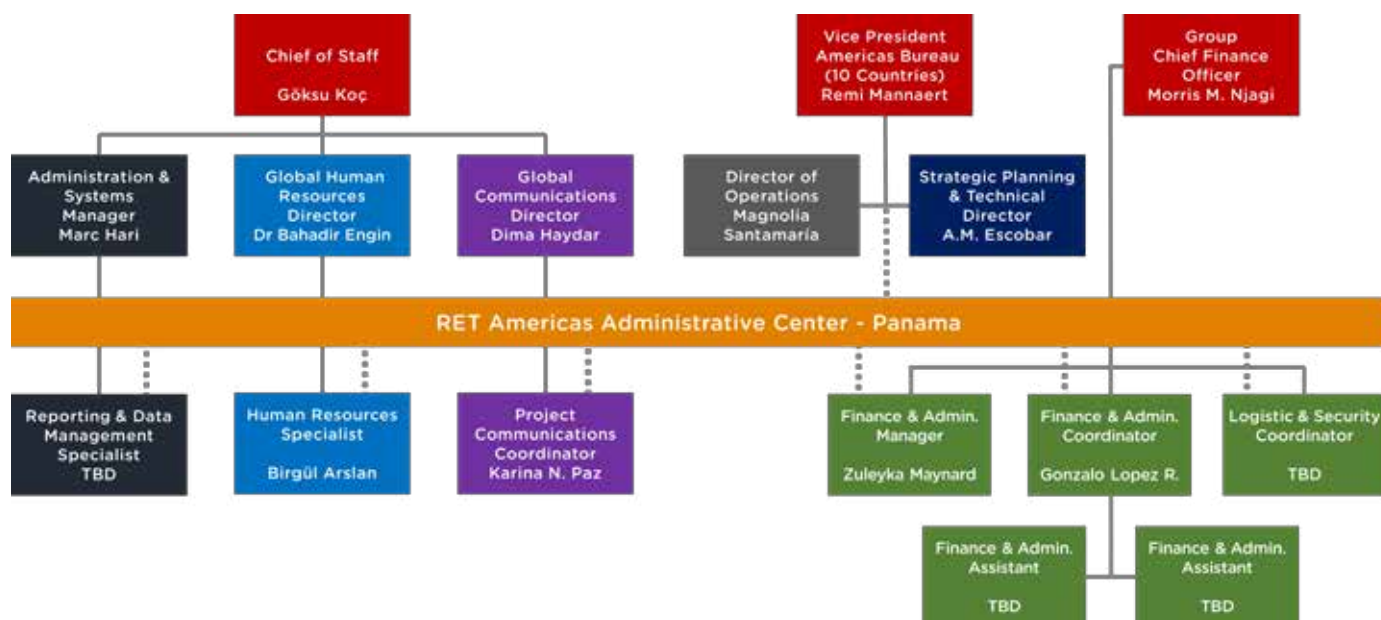 Chief of Staff
Göksu Koç
Vice President
Americas Bureau
(10 Countries)
Remi Mannaert
Group
Chief Finance
Officer
Morris M. Njagi
Administration &
Systems
Manager
Marc Hari
Global Human
Resources
Director
Dr Bahadir Engin
Global
Communications
Director
Dima Haydar
Director of
Operations
Magnolia
Santamaría
Strategic Planning
& Technical
Director
A.M. Escobar
RET Americas Administrative Center - Panama
Reporting & Data
Management
Specialist
TBD
Human Resources
Specialist
Birgül Arslan
Project
Communications
Coordinator
Karina N. Paz
Finance & Admin.
Manager
Zuleyka Maynard
Finance & Admin.
Coordinator
Gonzalo Lopez R.
Logistic & Security
Coordinator
TBD
Finance & Admin.
Assistant
TBD
Finance & Admin.
Assistant
TBD